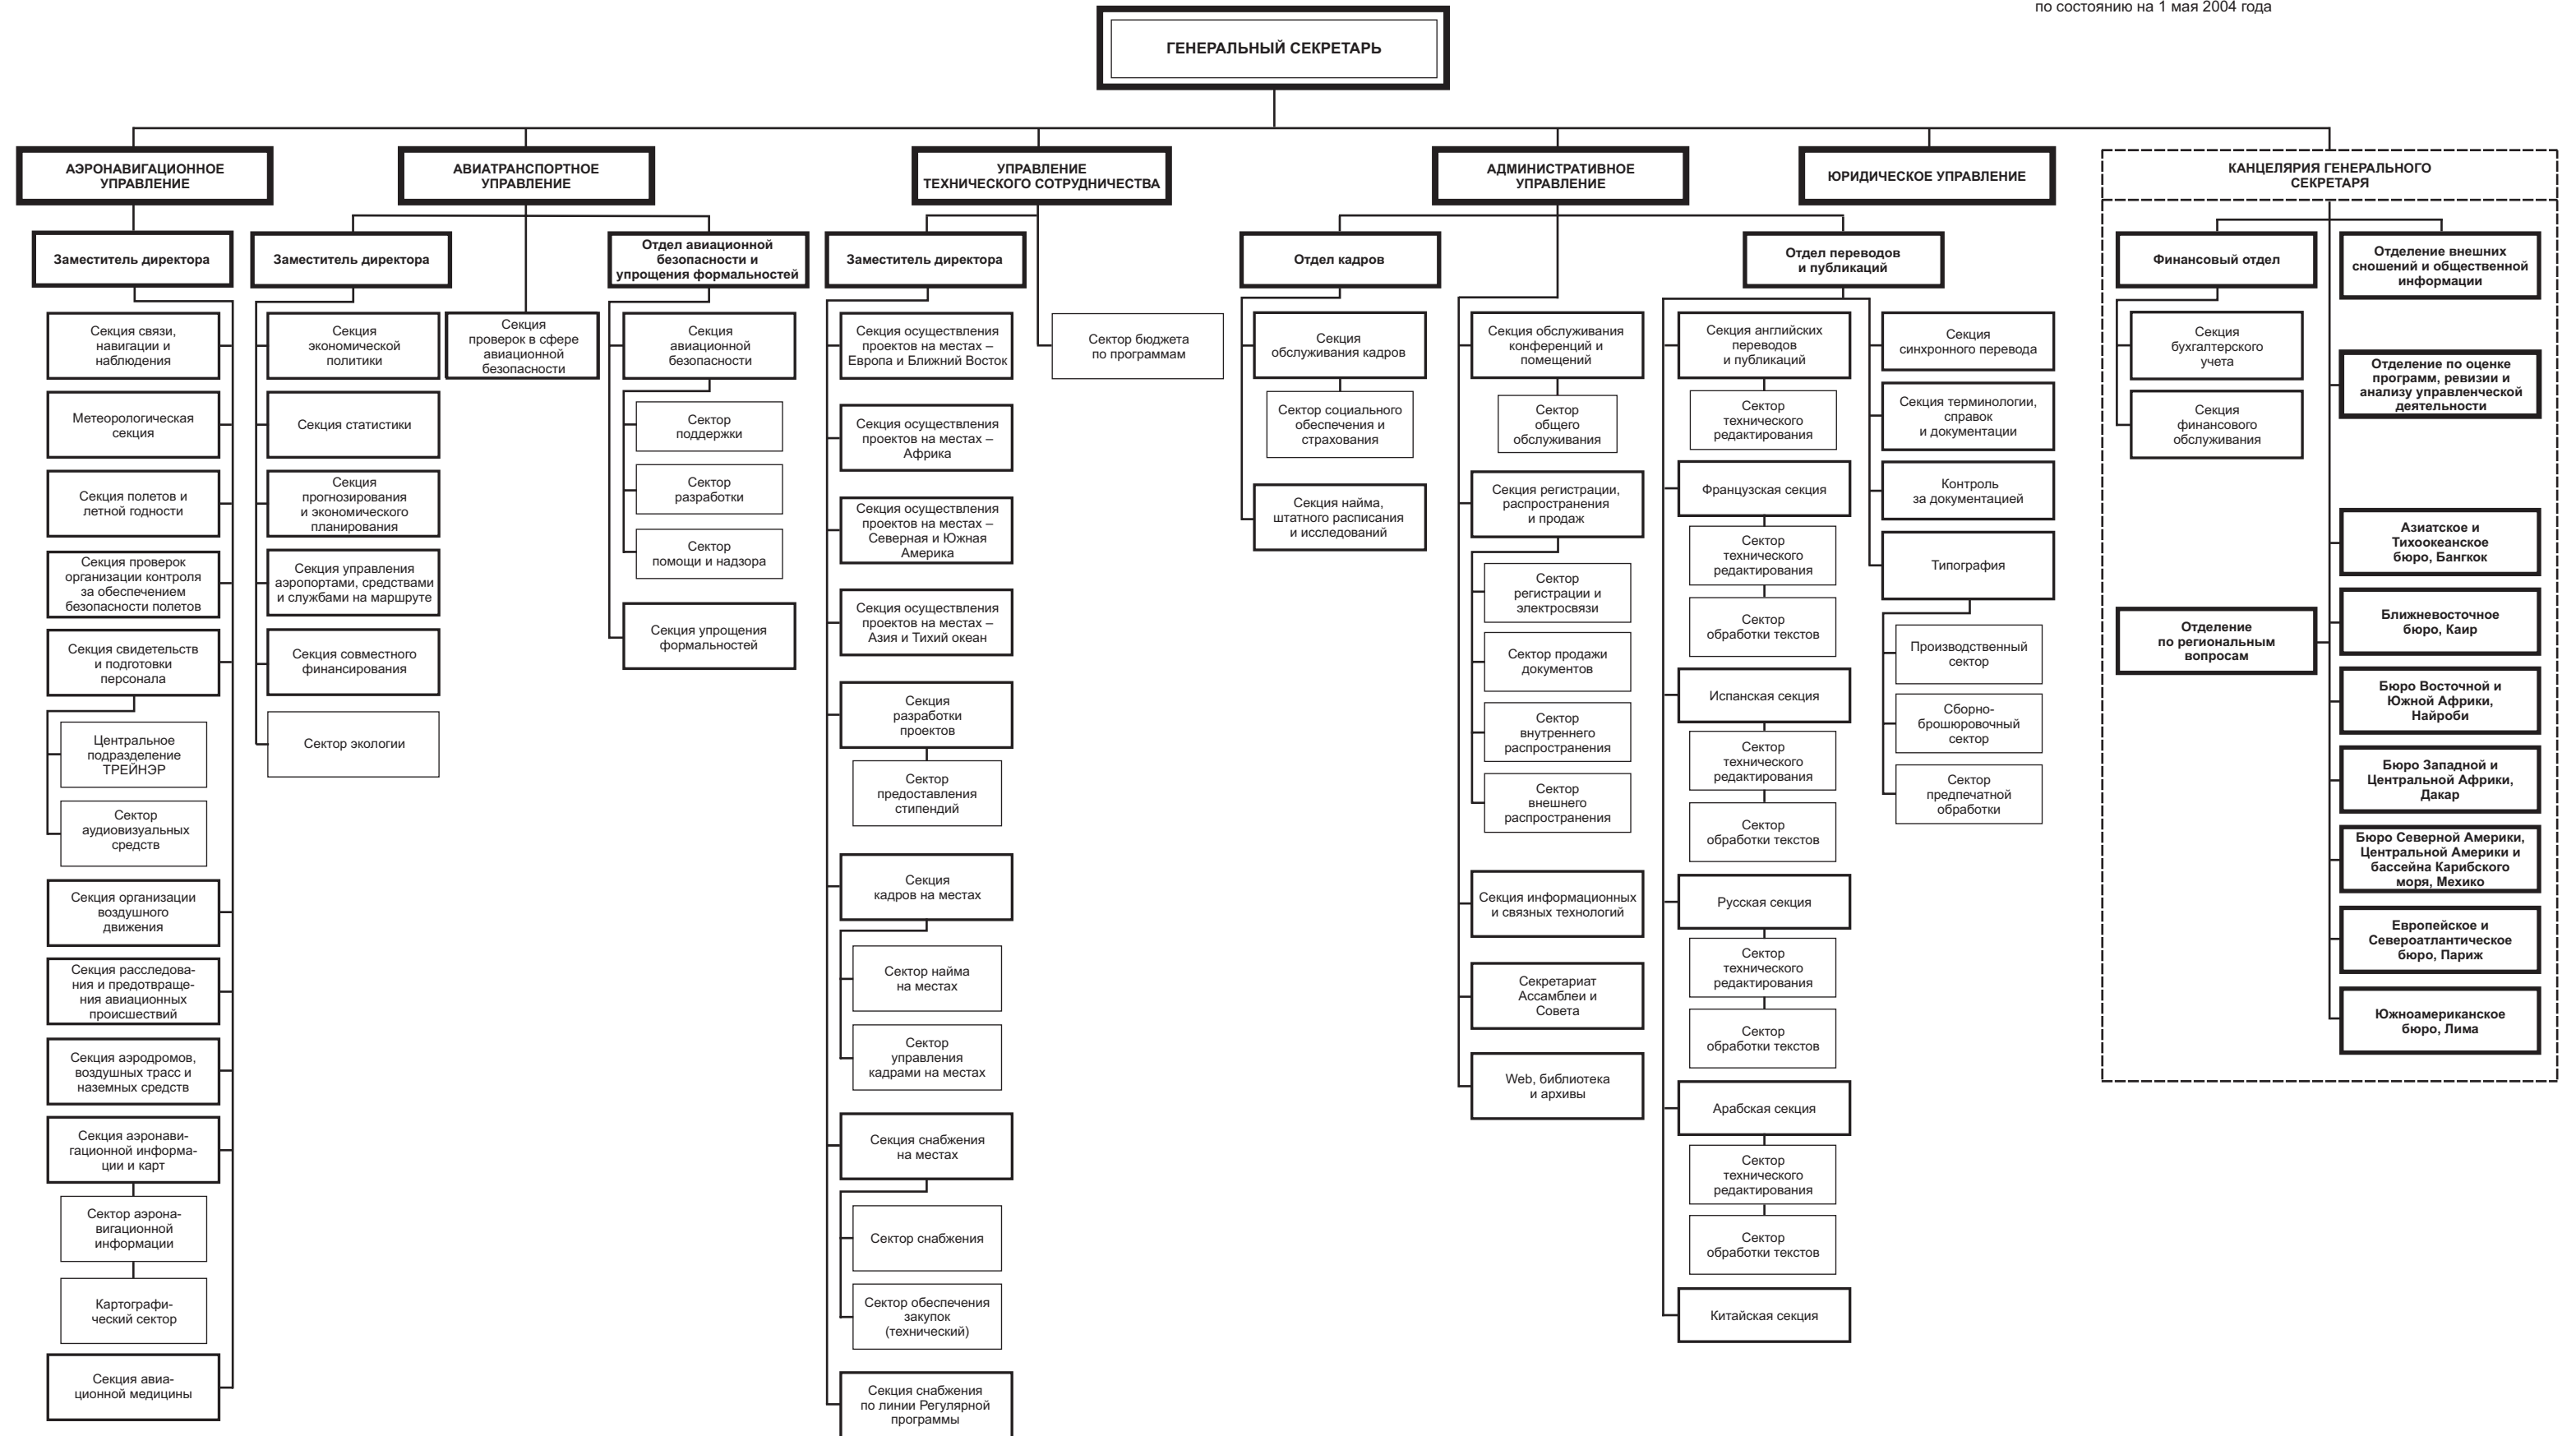 по состоянию на 1 мая 2004 года
ГЕНЕРАЛЬНЫЙ СЕКРЕТАРЬ
АЭРОНАВИГАЦИОННОЕ
УПРАВЛЕНИЕ
Заместитель директора
Секция связи,
навигации и
наблюдения
Метеорологическая
секция
Секция полетов и
летной годности
Секция проверок
организации контроля
за обеспечением
безопасности полетов
Секция свидетельств
и подготовки
персонала
Центральное
подразделение
ТРЕЙНЭР
Сектор
аудиовизуальных
средств
Секция организации
воздушного
движения
Секция расследова-
ния и предотвраще-
ния авиационных
происшествий
Секция аэродромов,
воздушных трасс и
наземных средств
Секция аэронави-
гационной информа-
ции и карт
Сектор аэрона-
вигационной
информации
Картографи-
ческий сектор
Секция авиа-
ционной медицины
АВИАТРАНСПОРТНОЕ
УПРАВЛЕНИЕ
Заместитель директора
Секция
экономической
политики
Секция статистики
Секция
прогнозирования
и экономического
планирования
Секция управления
аэропортами, средствами
и службами на маршруте
Секция совместного
финансирования
Сектор экологии
Секция
проверок в сфере
авиационной
безопасности
Отдел авиационной
безопасности и
упрощения формальностей
Секция
авиационной
безопасности
Сектор
поддержки
Сектор
разработки
Сектор
помощи и надзора
Секция упрощения
формальностей
УПРАВЛЕНИЕ
ТЕХНИЧЕСКОГО СОТРУДНИЧЕСТВА
Заместитель директора
Секция осуществления
проектов на местах –
Европа и Ближний Восток
Секция осуществления
проектов на местах –
Африка
Секция осуществления
проектов на местах –
Северная и Южная
Америка
Секция осуществления
проектов на местах –
Азия и Тихий океан
Секция
разработки
проектов
Сектор
предоставления
стипендий
Секция
кадров на местах
Сектор найма
на местах
Сектор
управления
кадрами на местах
Секция снабжения
на местах
Сектор снабжения
Сектор обеспечения
закупок
(технический)
Секция снабжения
по линии Регулярной
программы
Сектор бюджета
по программам
АДМИНИСТРАТИВНОЕ
УПРАВЛЕНИЕ
Отдел кадров
Секция
обслуживания кадров
Сектор социального
обеспечения и
страхования
Секция найма,
штатного расписания
и исследований
Секция обслуживания
конференций и
помещений
Сектор
общего
обслуживания
Секция регистрации,
распространения
и продаж
Сектор
регистрации и
электросвязи
Сектор продажи
документов
Сектор
внутреннего
распространения
Сектор
внешнего
распространения
Секция информационных
и связных технологий
Секретариат
Ассамблеи и
Совета
Web, библиотека
и архивы
Отдел переводов
и публикаций
Секция английских
переводов
и публикаций
Сектор
технического
редактирования
Французская секция
Сектор
технического
редактирования
Сектор
обработки текстов
Испанская секция
Сектор
технического
редактирования
Сектор
обработки текстов
Русская секция
Сектор
технического
редактирования
Сектор
обработки текстов
Арабская секция
Сектор
технического
редактирования
Сектор
обработки текстов
Китайская секция
Секция
синхронного перевода
Секция терминологии,
справок
и документации
Контроль
за документацией
Типография
Производственный
сектор
Сборно-
брошюровочный
сектор
Сектор
предпечатной
обработки
ЮРИДИЧЕСКОЕ УПРАВЛЕНИЕ
КАНЦЕЛЯРИЯ ГЕНЕРАЛЬНОГО
СЕКРЕТАРЯ
Финансовый отдел
Секция
бухгалтерского
учета
Секция
финансового
обслуживания
Отделение
по региональным
вопросам
Отделение внешних
сношений и общественной
информации
Отделение по оценке
программ, ревизии и
анализу управленческой
деятельности
Азиатское и
Тихоокеанское
бюро, Бангкок
Ближневосточное
бюро, Каир
Бюро Восточной и
Южной Африки,
Найроби
Бюро Западной и
Центральной Африки,
Дакар
Бюро Северной Америки,
Центральной Америки и
бассейна Карибского
моря, Мехико
Европейское и
Североатлантическое
бюро, Париж
Южноамериканское
бюро, Лима